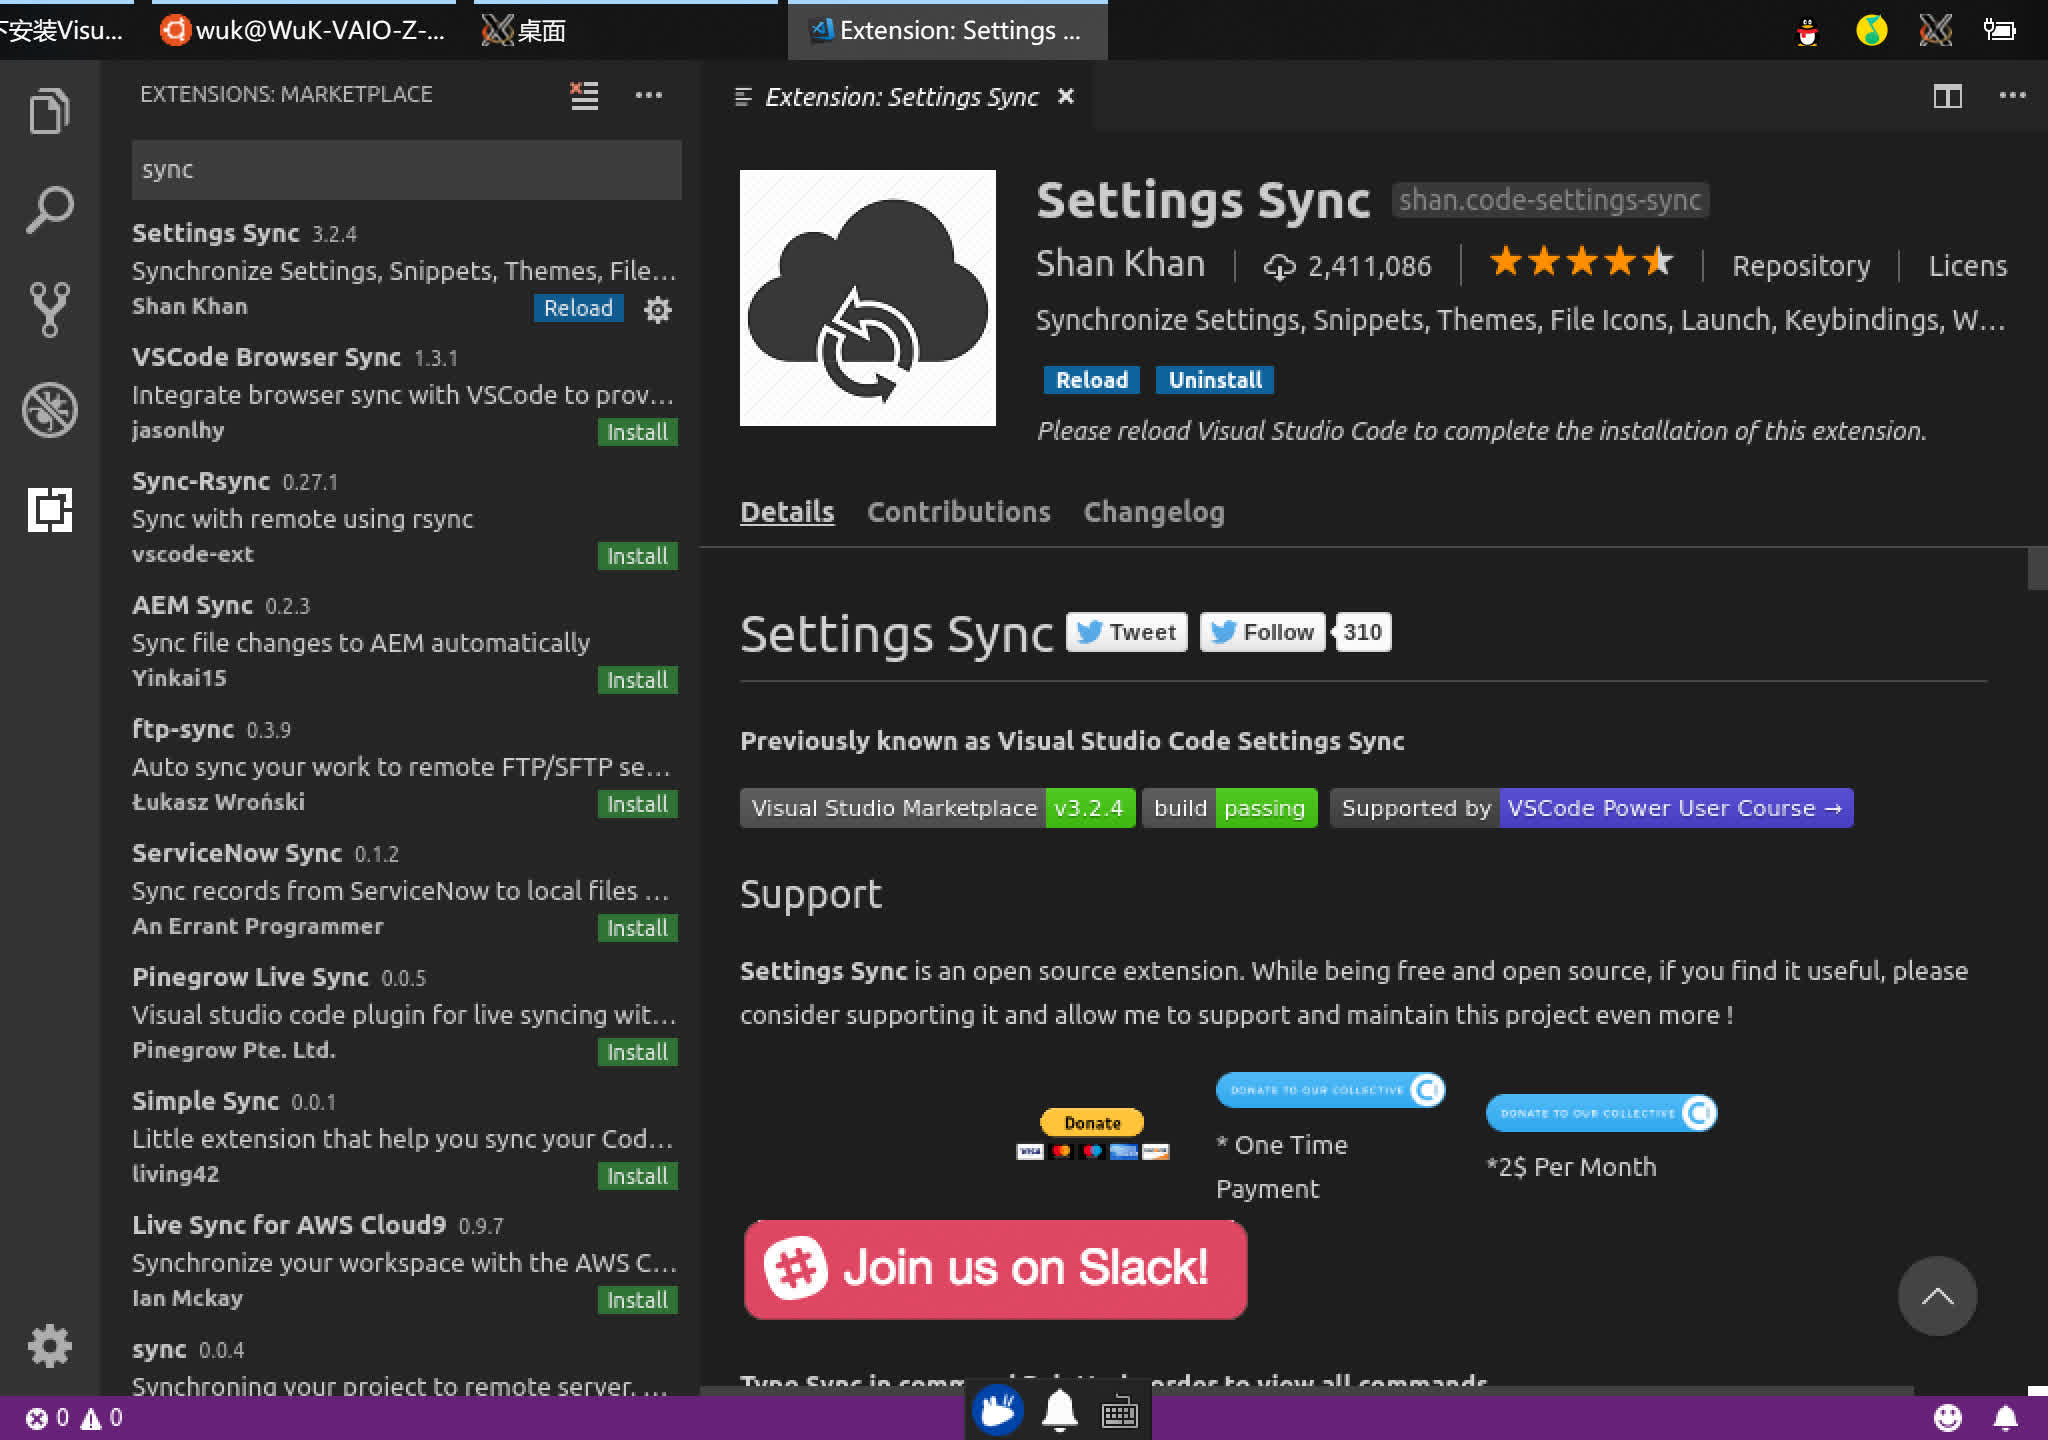 下安装Visu...
wuk@WuK-VAIO-Z-...
桌面
Extension: Settings ...
EXTENSIONS: MARKETPLACE
sync
Settings Sync 3.2.4
Synchronize Settings, Snippets, Themes, File...
Shan Khan Reload
VSCode Browser Sync 1.3.1
Integrate browser sync with VSCode to prov...
jasonlhy Install
Sync-Rsync 0.27.1
Sync with remote using rsync
vscode-ext Install
AEM Sync 0.2.3
Sync file changes to AEM automatically
Yinkai15 Install
ftp-sync 0.3.9
Auto sync your work to remote FTP/SFTP se...
Łukasz Wroński Install
ServiceNow Sync 0.1.2
Sync records from ServiceNow to local files ...
An Errant Programmer Install
Pinegrow Live Sync 0.0.5
Visual studio code plugin for live syncing wit...
Pinegrow Pte. Ltd. Install
Simple Sync 0.0.1
Little extension that help you sync your Cod...
living42 Install
Live Sync for AWS Cloud9 0.9.7
Synchronize your workspace with the AWS C...
Ian Mckay Install
sync 0.0.4
Synchroning your project to remote server. ...
Extension: Settings Sync
Settings Sync shan.code-settings-sync
Shan Khan | 2,411,086 | Repository | Licens
Synchronize Settings, Snippets, Themes, File Icons, Launch, Keybindings, W...
Reload Uninstall
Please reload Visual Studio Code to complete the installation of this extension.
Details Contributions Changelog
Settings Sync Tweet Follow 310
Previously known as Visual Studio Code Settings Sync
Visual Studio Marketplace v3.2.4 build passing Supported by VSCode Power User Course →
Support
Settings Sync is an open source extension. While being free and open source, if you find it useful, please
consider supporting it and allow me to support and maintain this project even more !
Donate
VISA
DONATE TO OUR COLLECTIVE
* One Time
Payment
DONATE TO OUR COLLECTIVE
*2$ Per Month
Join us on Slack!
Type Sync in order to view all commands
0 0